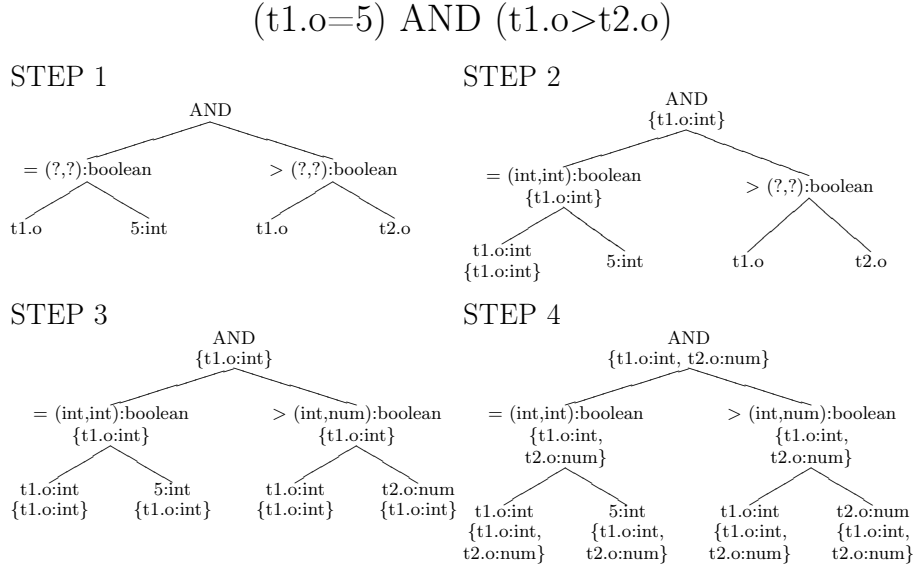 (t1.o=5) AND (t1.o>t2.o)
STEP 1
AND
= (?,?):boolean > (?,?):boolean
t1.o 5:int t1.o t2.o
STEP 2
AND
{t1.o:int}
= (int,int):boolean
{t1.o:int}
> (?,?):boolean
t1.o:int
{t1.o:int}
5:int t1.o t2.o
STEP 3
AND
{t1.o:int}
= (int,int):boolean > (int,num):boolean
{t1.o:int} {t1.o:int}
t1.o:int 5:int t1.o:int t2.o:num
{t1.o:int} {t1.o:int} {t1.o:int} {t1.o:int}
STEP 4
AND
{t1.o:int, t2.o:num}
= (int,int):boolean > (int,num):boolean
{t1.o:int, {t1.o:int,
t2.o:num} t2.o:num}
t1.o:int 5:int t1.o:int t2.o:num
{t1.o:int, {t1.o:int, {t1.o:int, {t1.o:int,
t2.o:num} t2.o:num} t2.o:num} t2.o:num}